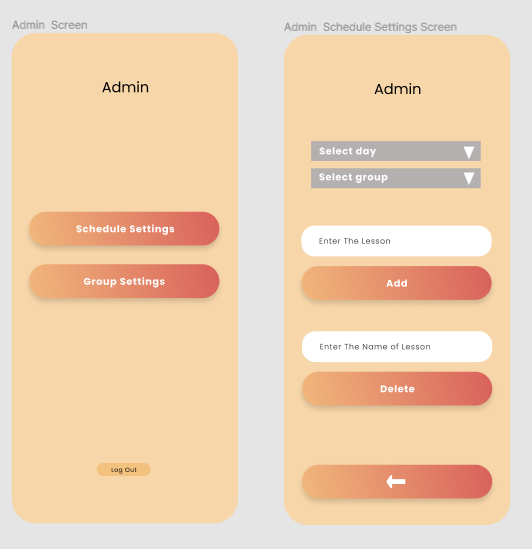 Admin Screen
Admin
Schedule Settings
Group Settings
Log Out
Admin Schedule Settings Screen
Admin
Select day
Select group
Enter The Lesson
Add
Enter The Name of Lesson
Delete